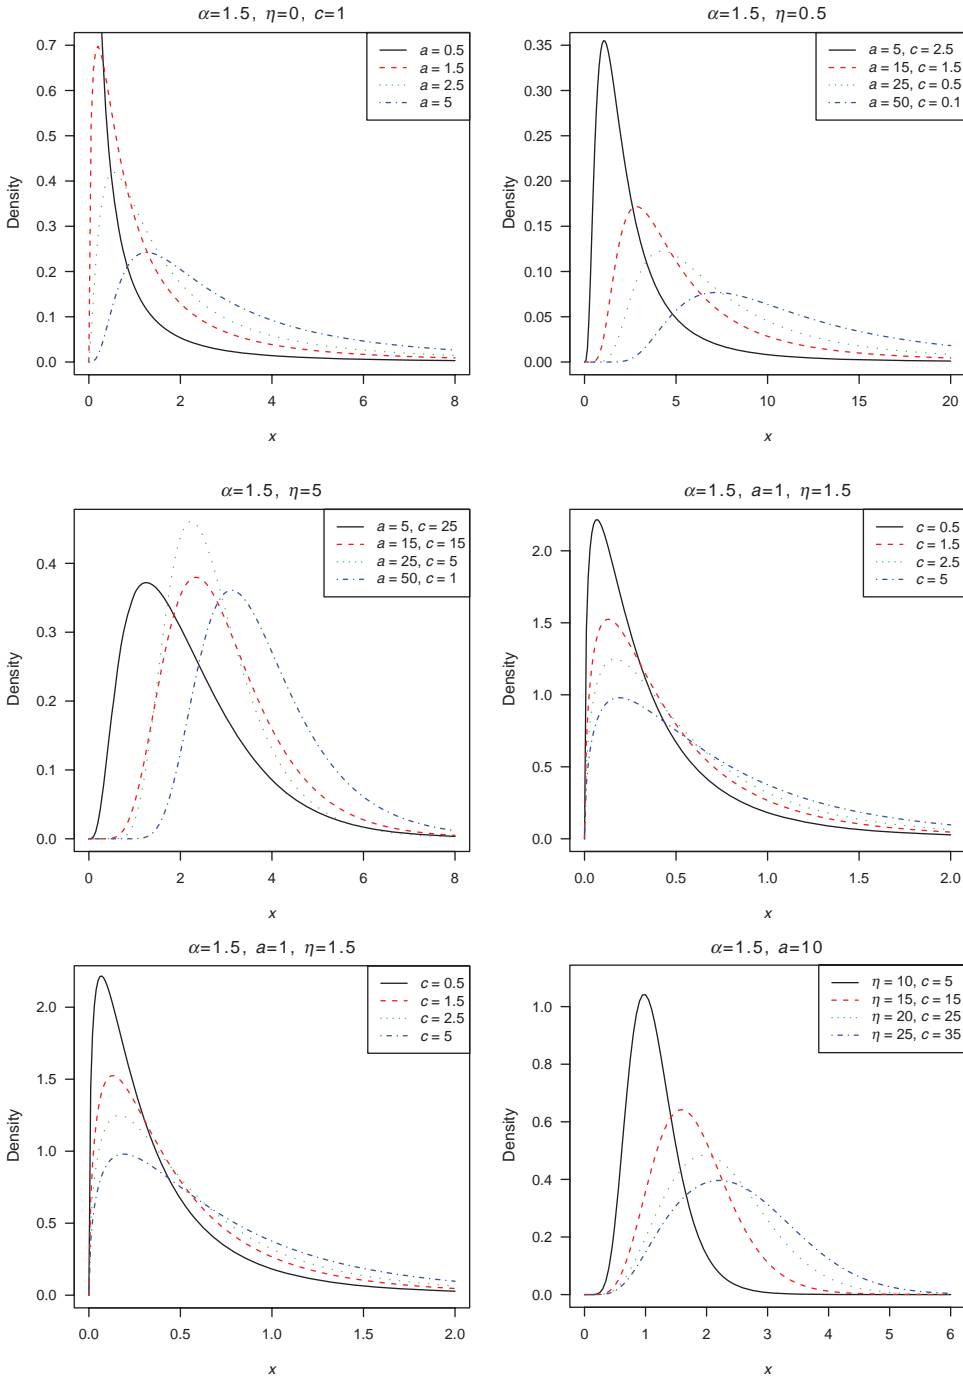 α=1.5, η=0, c=1
a = 0.5
a = 1.5
a = 2.5
a = 5
Density
0.7
0.6
0.5
0.4
0.3
0.2
0.1
0.0
0 2 4 6 8
x
α=1.5, η=0.5
a = 5, c = 2.5
a = 15, c = 1.5
a = 25, c = 0.5
a = 50, c = 0.1
Density
0.35
0.30
0.25
0.20
0.15
0.10
0.05
0.00
0 5 10 15 20
x
α=1.5, η=5
a = 5, c = 25
a = 15, c = 15
a = 25, c = 5
a = 50, c = 1
Density
0.4
0.3
0.2
0.1
0.0
0 2 4 6 8
x
α=1.5, a=1, η=1.5
c = 0.5
c = 1.5
c = 2.5
c = 5
Density
2.0
1.5
1.0
0.5
0.0
0.0 0.5 1.0 1.5 2.0
x
α=1.5, a=1, η=1.5
c = 0.5
c = 1.5
c = 2.5
c = 5
Density
2.0
1.5
1.0
0.5
0.0
0.0 0.5 1.0 1.5 2.0
x
α=1.5, a=10
η = 10, c = 5
η = 15, c = 15
η = 20, c = 25
η = 25, c = 35
Density
1.0
0.8
0.6
0.4
0.2
0.0
0 1 2 3 4 5 6
x